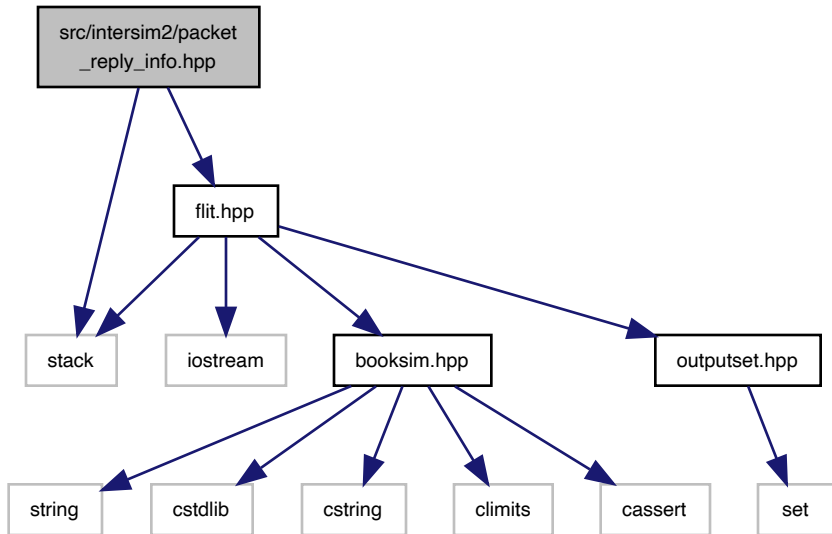 src/intersim2/packet
_reply_info.hpp
flit.hpp
stack
iostream
booksim.hpp
outputset.hpp
string
cstdlib
cstring
climits
cassert
set